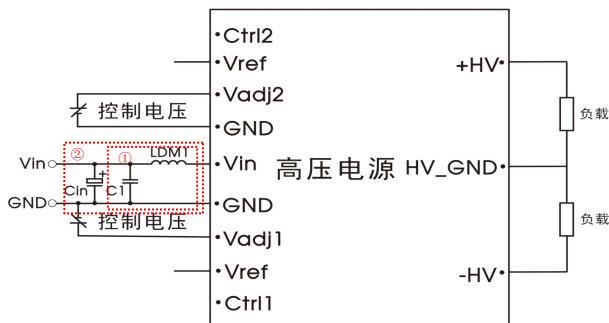 Ctrl2
Vref
+HV
Vadj2
控制电压
负载
GND
② ① LDM1
Vin
Vin
高压电源
HV_GND
Cin
+
C1
GND
GND
控制电压
负载
Vadj1
Vref
-HV
Ctrl1